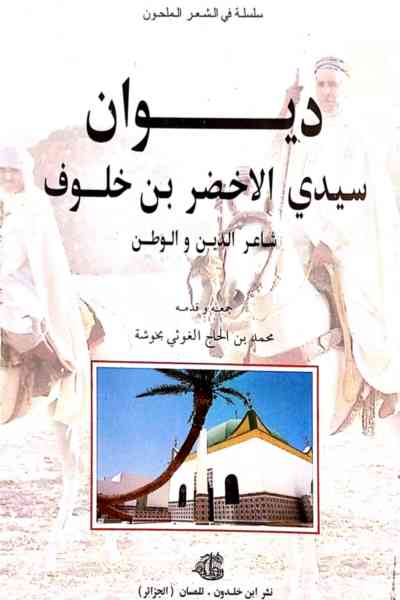 سلسلة في الشعر الملحون
ديوان
سيدي الاخضر بن خلوف
شاعر الدين و الوطن
جمعه و قدمه
محمد بن الحاج الغوثي بخوشة
نشر ابن خلدون . تلمسان (الجزائر)